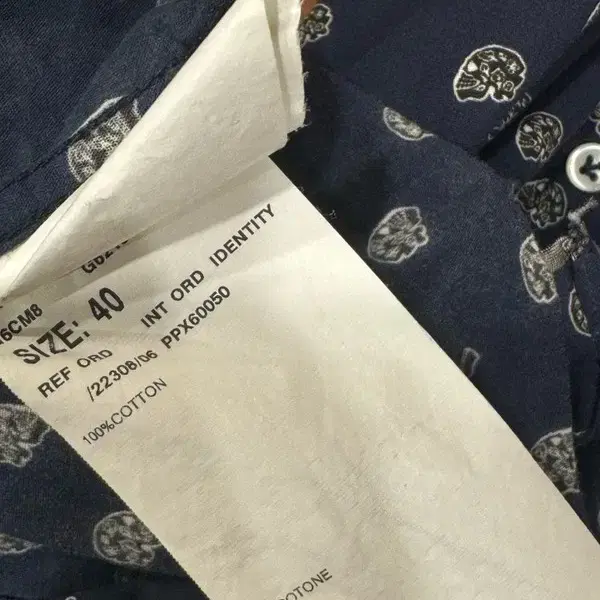 6CM8
SIZE: 40
REF ORD INT ORD IDENTITY
/22308/06 PPX60050
100%COTTON
OTONE